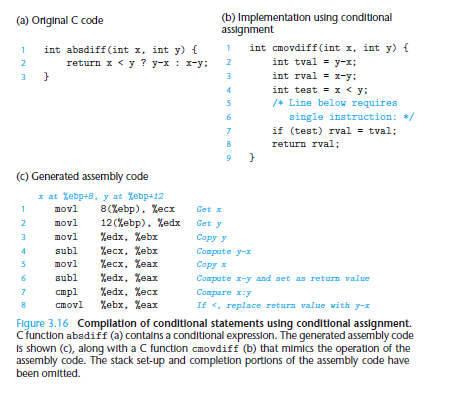 (a) Original C code
1 int absdiff(int x, int y) {
2 return x < y ? y-x : x-y;
3 }
(b) Implementation using conditional
assignment
1 int cmovdiff(int x, int y) {
2 int tval = y-x;
3 int rval = x-y;
4 int test = x < y;
5 /* Line below requires
6 single instruction: */
7 if (test) rval = tval;
8 return rval;
9 }
(c) Generated assembly code
x at %ebp+8, y at %ebp+12
1 movl 8(%ebp), %ecx Get x
2 movl 12(%ebp), %edx Get y
3 movl %edx, %ebx Copy y
4 subl %ecx, %ebx Compute y-x
5 movl %ecx, %eax Copy x
6 subl %edx, %eax Compute x-y and set as return value
7 cmpl %edx, %ecx Compare x:y
8 cmovl %ebx, %eax If <, replace return value with y-x
Figure 3.16 Compilation of conditional statements using conditional assignment.
C function absdiff (a) contains a conditional expression. The generated assembly code
is shown (c), along with a C function cmovdiff (b) that mimics the operation of the
assembly code. The stack set-up and completion portions of the assembly code have
been omitted.